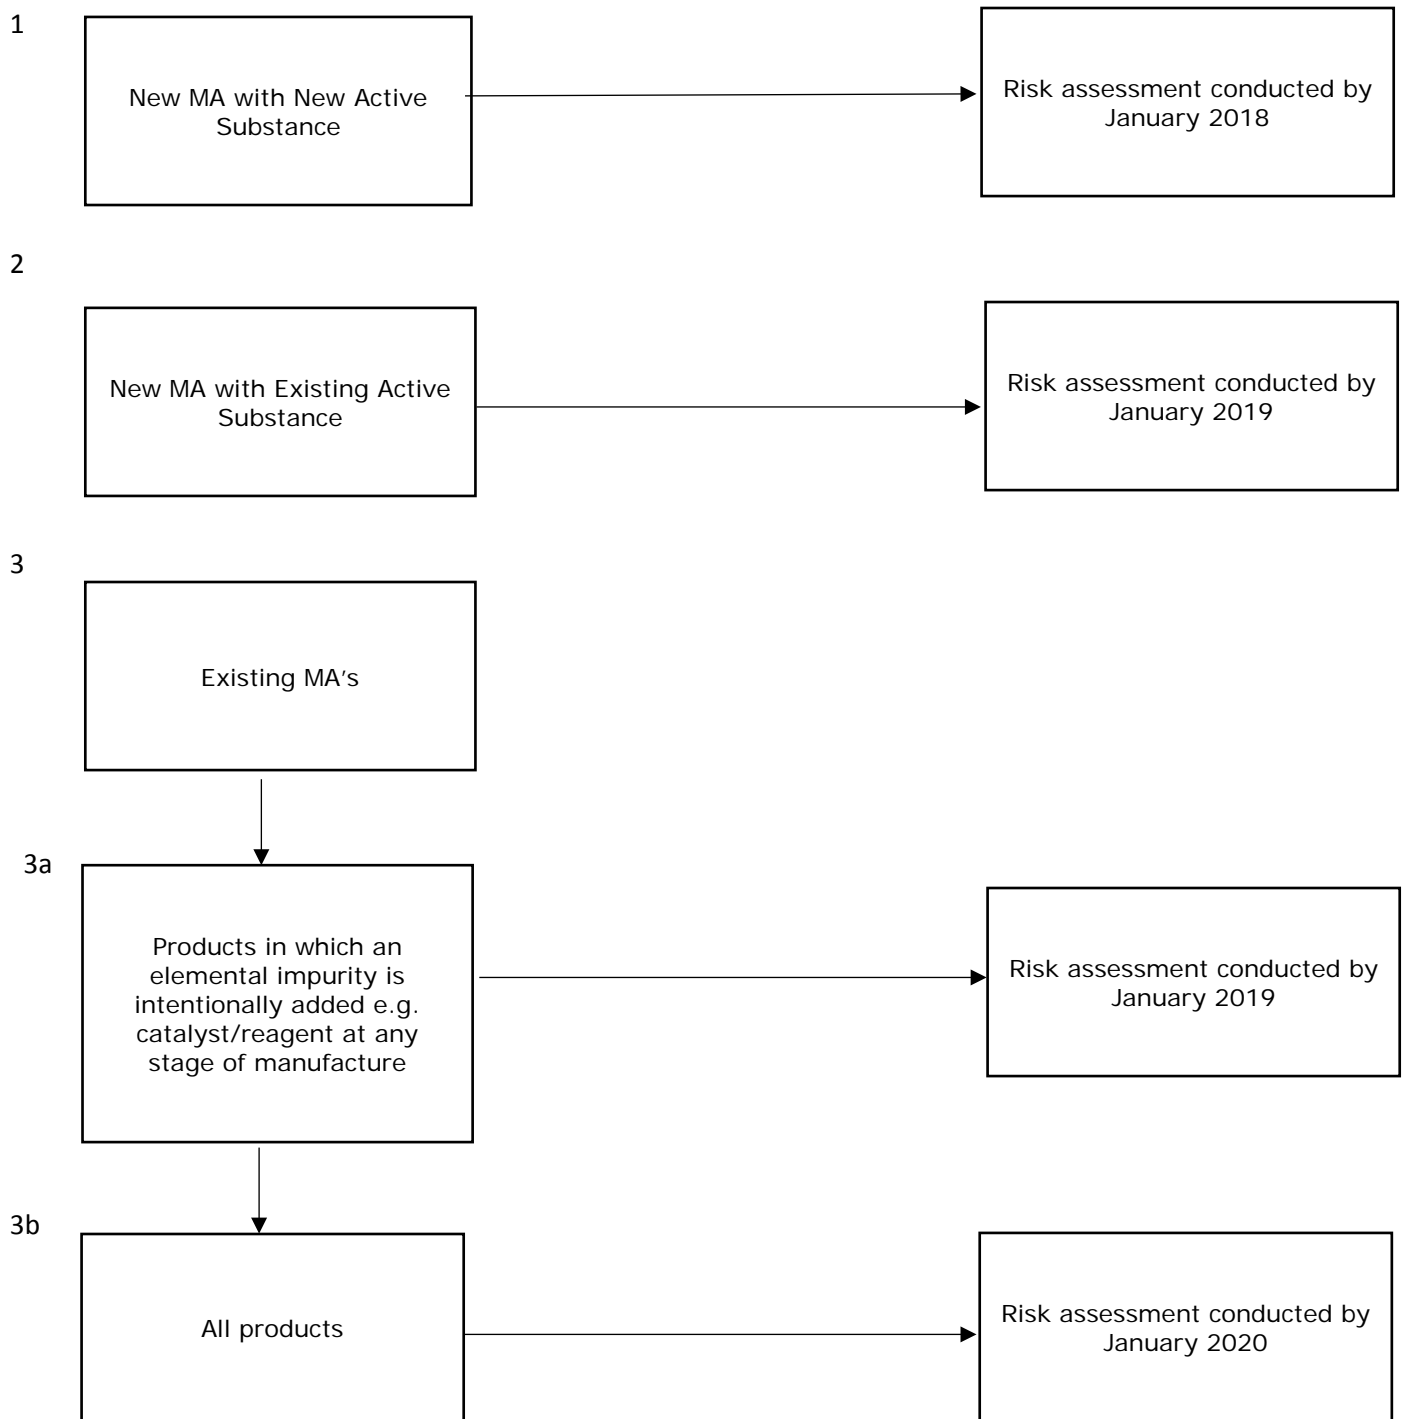 1
New MA with New Active
Substance
Risk assessment conducted by
January 2018
2
New MA with Existing Active
Substance
Risk assessment conducted by
January 2019
3
Existing MA's
3a
Products in which an
elemental impurity is
intentionally added e.g.
catalyst/reagent at any
stage of manufacture
Risk assessment conducted by
January 2019
3b
All products
Risk assessment conducted by
January 2020